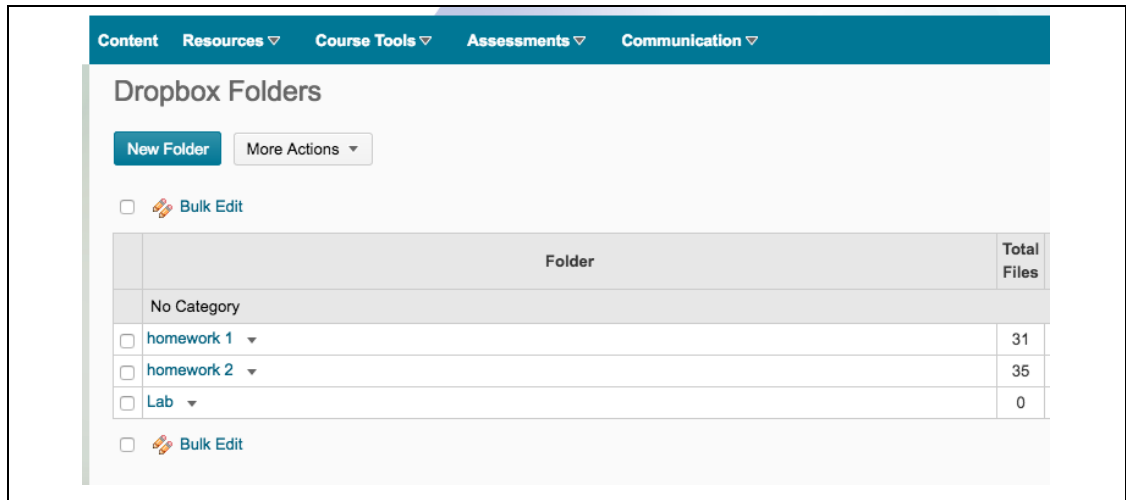 Content Resources Course Tools Assessments Communication
Dropbox Folders
New Folder More Actions
Bulk Edit
Folder Total Files
No Category
homework 1 31
homework 2 35
Lab 0
Bulk Edit